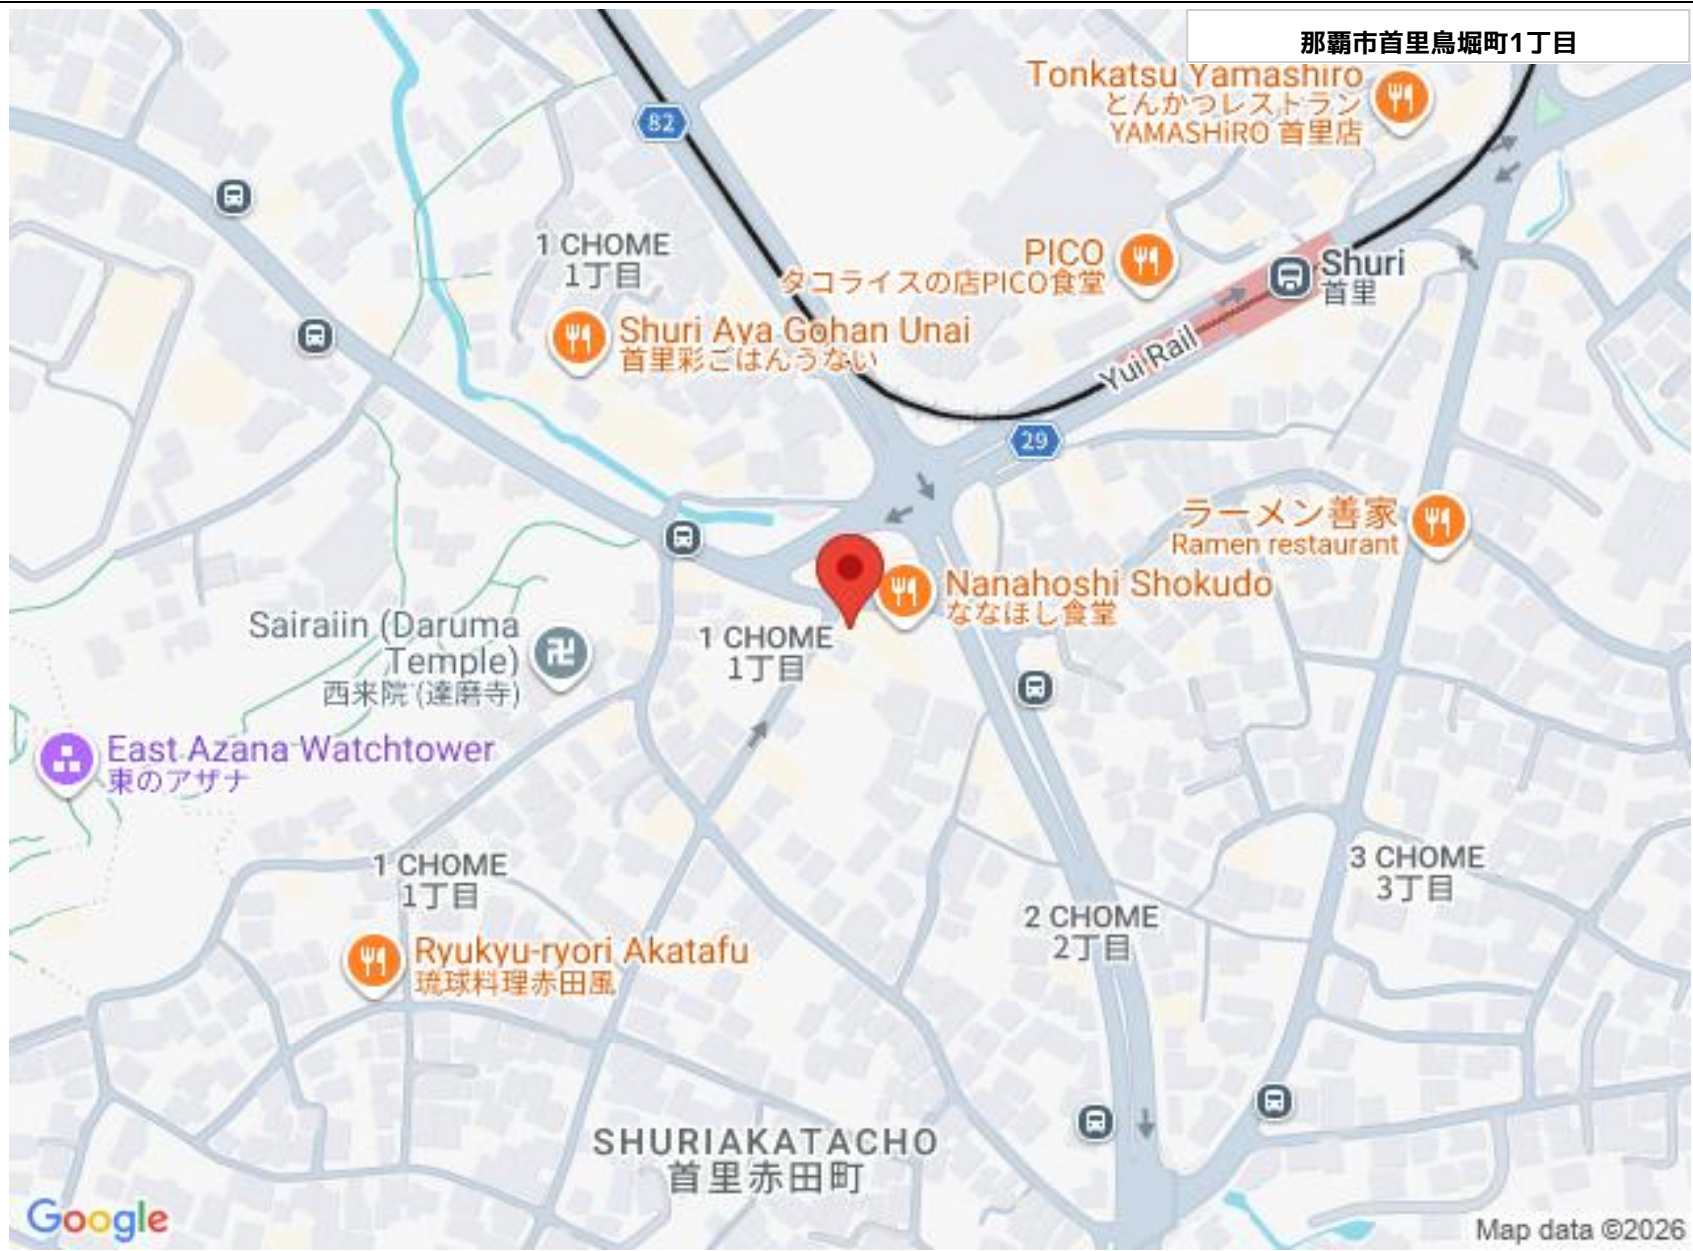 那覇市首里鳥堀町1丁目
Tonkatsu Yamashiro
とんかつレストラン
YAMASHiRO 首里店
82
1 CHOME
1丁目
PICO
タコライスの店PICO食堂
Shuri
首里
Shuri Aya Gohan Unai
首里彩ごはんうない
Yui Rail
29
ラーメン善家
Ramen restaurant
Nanahoshi Shokudo
ななほし食堂
Sairaiin (Daruma
Temple)
西来院 (達磨寺)
1 CHOME
1丁目
East Azana Watchtower
東のアザナ
1 CHOME
1丁目
3 CHOME
3丁目
2 CHOME
2丁目
Ryukyu-ryori Akatafu
琉球料理赤田風
SHURIAKATACHO
首里赤田町
Google
Map data ©2026